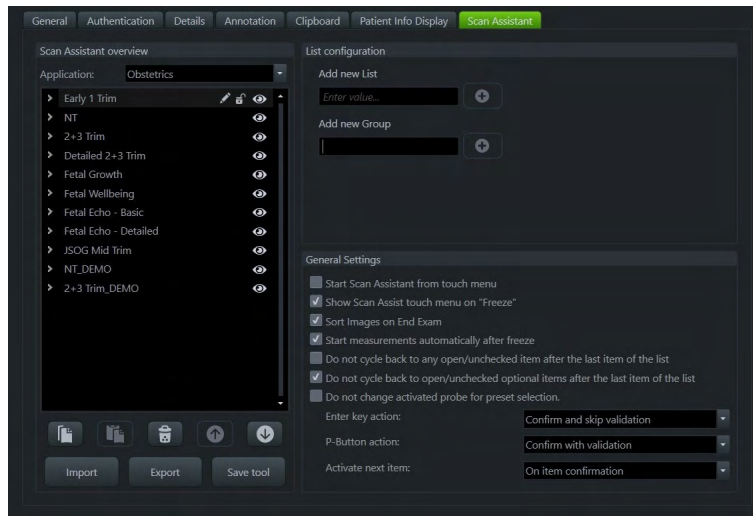 General Authentication Details Annotation Clipboard Patient Info Display Scan Assistant
Scan Assistant overview
Application: Obstetrics
Early 1 Trim
NT
2+3 Trim
Detailed 2+3 Trim
Fetal Growth
Fetal Wellbeing
Fetal Echo - Basic
Fetal Echo - Detailed
JSOG Mid Trim
NT_DEMO
2+3 Trim_DEMO
Import Export Save tool
List configuration
Add new List
Enter value...
Add new Group
General Settings
Start Scan Assistant from touch menu
Show Scan Assist touch menu on "Freeze"
Sort Images on End Exam
Start measurements automatically after freeze
Do not cycle back to any open/unchecked item after the last item of the list
Do not cycle back to open/unchecked optional items after the last item of the list
Do not change activated probe for preset selection.
Enter key action: Confirm and skip validation
P-Button action: Confirm with validation
Activate next item: On item confirmation